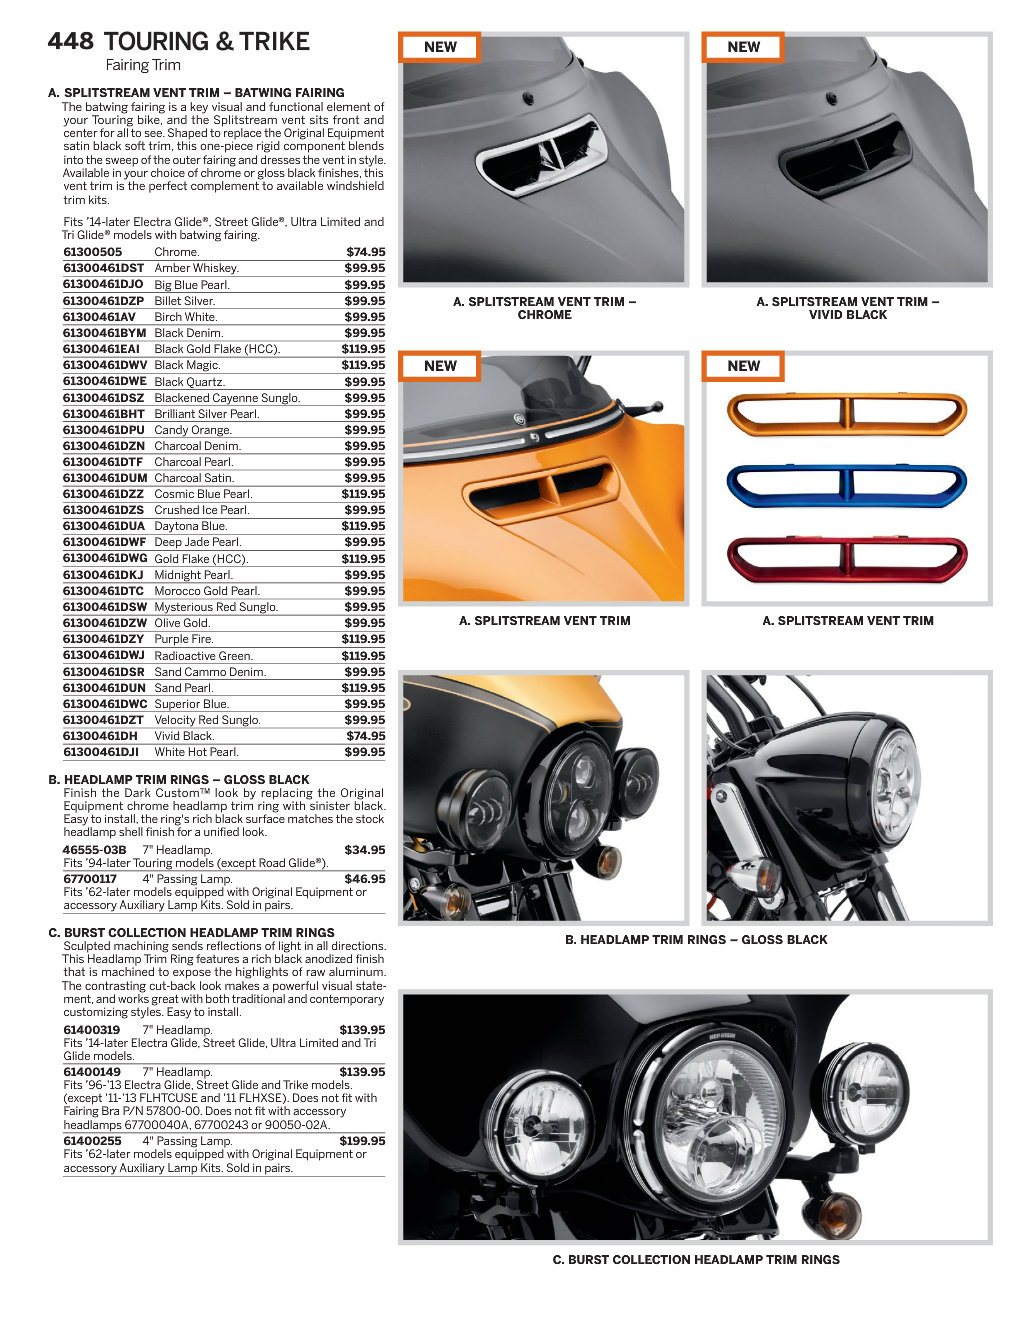 448 TOURING & TRIKE
Fairing Trim
A. SPLITSTREAM VENT TRIM – BATWING FAIRING
The batwing fairing is a key visual and functional element of
your Touring bike, and the Splitstream vent sits front and
center for all to see. Shaped to replace the Original Equipment
satin black soft trim, this one-piece rigid component blends
into the sweep of the outer fairing and dresses the vent in style.
Available in your choice of chrome or gloss black finishes, this
vent trim is the perfect complement to available windshield
trim kits.
Fits ’14-later Electra Glide®, Street Glide®, Ultra Limited and
Tri Glide® models with batwing fairing.
61300505 Chrome. $74.95
61300461DST Amber Whiskey. $99.95
61300461DJO Big Blue Pearl. $99.95
61300461DZP Billet Silver. $99.95
61300461AV Birch White. $99.95
61300461BYM Black Denim. $99.95
61300461EAI Black Gold Flake (HCC). $119.95
61300461DWV Black Magic. $119.95
61300461DWE Black Quartz. $99.95
61300461DSZ Blackened Cayenne Sunglo. $99.95
61300461BHT Brilliant Silver Pearl. $99.95
61300461DPU Candy Orange. $99.95
61300461DZN Charcoal Denim. $99.95
61300461DTF Charcoal Pearl. $99.95
61300461DUM Charcoal Satin. $99.95
61300461DZZ Cosmic Blue Pearl. $119.95
61300461DZS Crushed Ice Pearl. $99.95
61300461DUA Daytona Blue. $119.95
61300461DWF Deep Jade Pearl. $99.95
61300461DWG Gold Flake (HCC). $119.95
61300461DKJ Midnight Pearl. $99.95
61300461DTC Morocco Gold Pearl. $99.95
61300461DSW Mysterious Red Sunglo. $99.95
61300461DZW Olive Gold. $99.95
61300461DZY Purple Fire. $119.95
61300461DWJ Radioactive Green. $119.95
61300461DSR Sand Cammo Denim. $99.95
61300461DUN Sand Pearl. $119.95
61300461DWC Superior Blue. $99.95
61300461DZT Velocity Red Sunglo. $99.95
61300461DH Vivid Black. $74.95
61300461DJI White Hot Pearl. $99.95
B. HEADLAMP TRIM RINGS – GLOSS BLACK
Finish the Dark Custom™ look by replacing the Original
Equipment chrome headlamp trim ring with sinister black.
Easy to install, the ring's rich black surface matches the stock
headlamp shell finish for a unified look.
46555-03B 7" Headlamp. $34.95
Fits ’94-later Touring models (except Road Glide®).
67700117 4" Passing Lamp. $46.95
Fits ’62-later models equipped with Original Equipment or
accessory Auxiliary Lamp Kits. Sold in pairs.
C. BURST COLLECTION HEADLAMP TRIM RINGS
Sculpted machining sends reflections of light in all directions.
This Headlamp Trim Ring features a rich black anodized finish
that is machined to expose the highlights of raw aluminum.
The contrasting cut-back look makes a powerful visual state-
ment, and works great with both traditional and contemporary
customizing styles. Easy to install.
61400319 7" Headlamp. $139.95
Fits ’14-later Electra Glide, Street Glide, Ultra Limited and Tri
Glide models.
61400149 7" Headlamp. $139.95
Fits ’96-’13 Electra Glide, Street Glide and Trike models.
(except ’11-’13 FLHTCUSE and ’11 FLHXSE). Does not fit with
Fairing Bra P/N 57800-00. Does not fit with accessory
headlamps 67700040A, 67700243 or 90050-02A.
61400255 4" Passing Lamp. $199.95
Fits ’62-later models equipped with Original Equipment or
accessory Auxiliary Lamp Kits. Sold in pairs.
NEW
A. SPLITSTREAM VENT TRIM –
CHROME
NEW
A. SPLITSTREAM VENT TRIM –
VIVID BLACK
NEW
A. SPLITSTREAM VENT TRIM
NEW
A. SPLITSTREAM VENT TRIM
B. HEADLAMP TRIM RINGS – GLOSS BLACK
C. BURST COLLECTION HEADLAMP TRIM RINGS